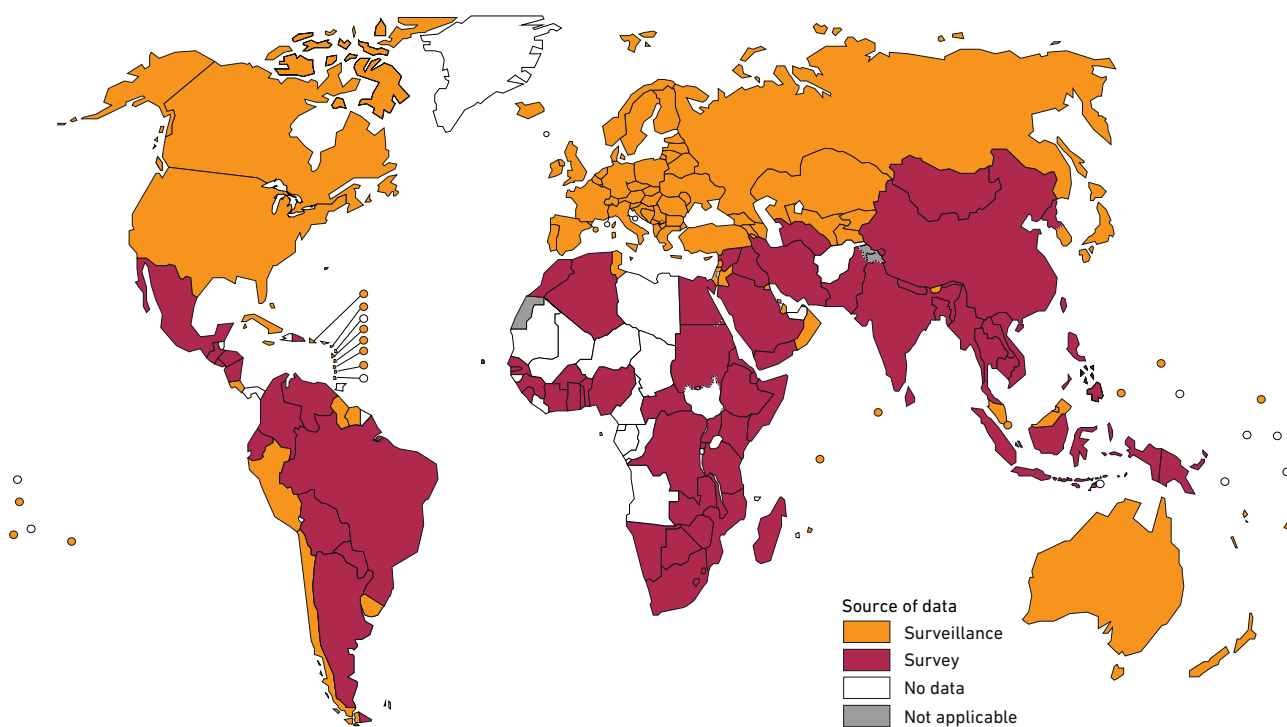 Source of data
Surveillance
Survey
No data
Not applicable